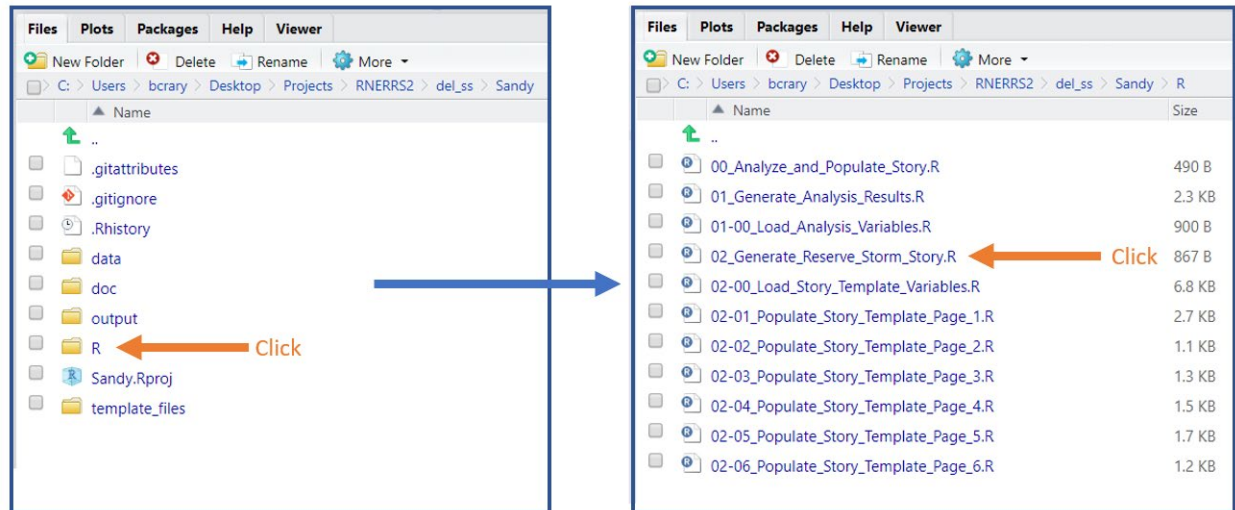 Files Plots Packages Help Viewer
New Folder Delete Rename More
C: > Users > bcrary > Desktop > Projects > RNERRS2 > del_ss > Sandy
Name
..
.gitattributes
.gitignore
.Rhistory
data
doc
output
R Click
Sandy.Rproj
template_files
Files Plots Packages Help Viewer
New Folder Delete Rename More
C: > Users > bcrary > Desktop > Projects > RNERRS2 > del_ss > Sandy > R
Name Size
..
00_Analyze_and_Populate_Story.R 490 B
01_Generate_Analysis_Results.R 2.3 KB
01-00_Load_Analysis_Variables.R 900 B
02_Generate_Reserve_Storm_Story.R Click 867 B
02-00_Load_Story_Template_Variables.R 6.8 KB
02-01_Populate_Story_Template_Page_1.R 2.7 KB
02-02_Populate_Story_Template_Page_2.R 1.1 KB
02-03_Populate_Story_Template_Page_3.R 1.3 KB
02-04_Populate_Story_Template_Page_4.R 1.5 KB
02-05_Populate_Story_Template_Page_5.R 1.7 KB
02-06_Populate_Story_Template_Page_6.R 1.2 KB